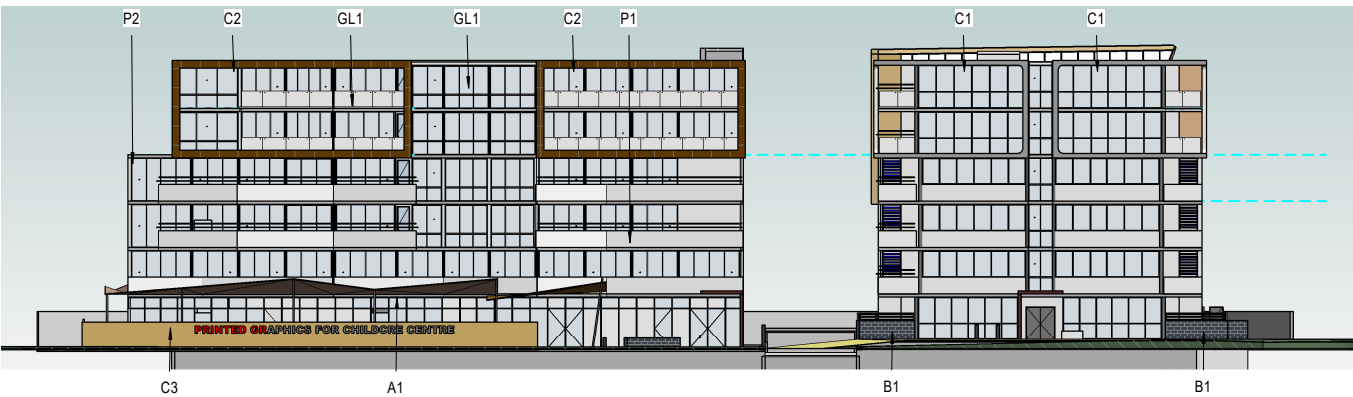 P2 C2 GL1 GL1 C2 P1 C1 C1
PRINTED GRAPHICS FOR CHILDCRE CENTRE
C3 A1 B1 B1